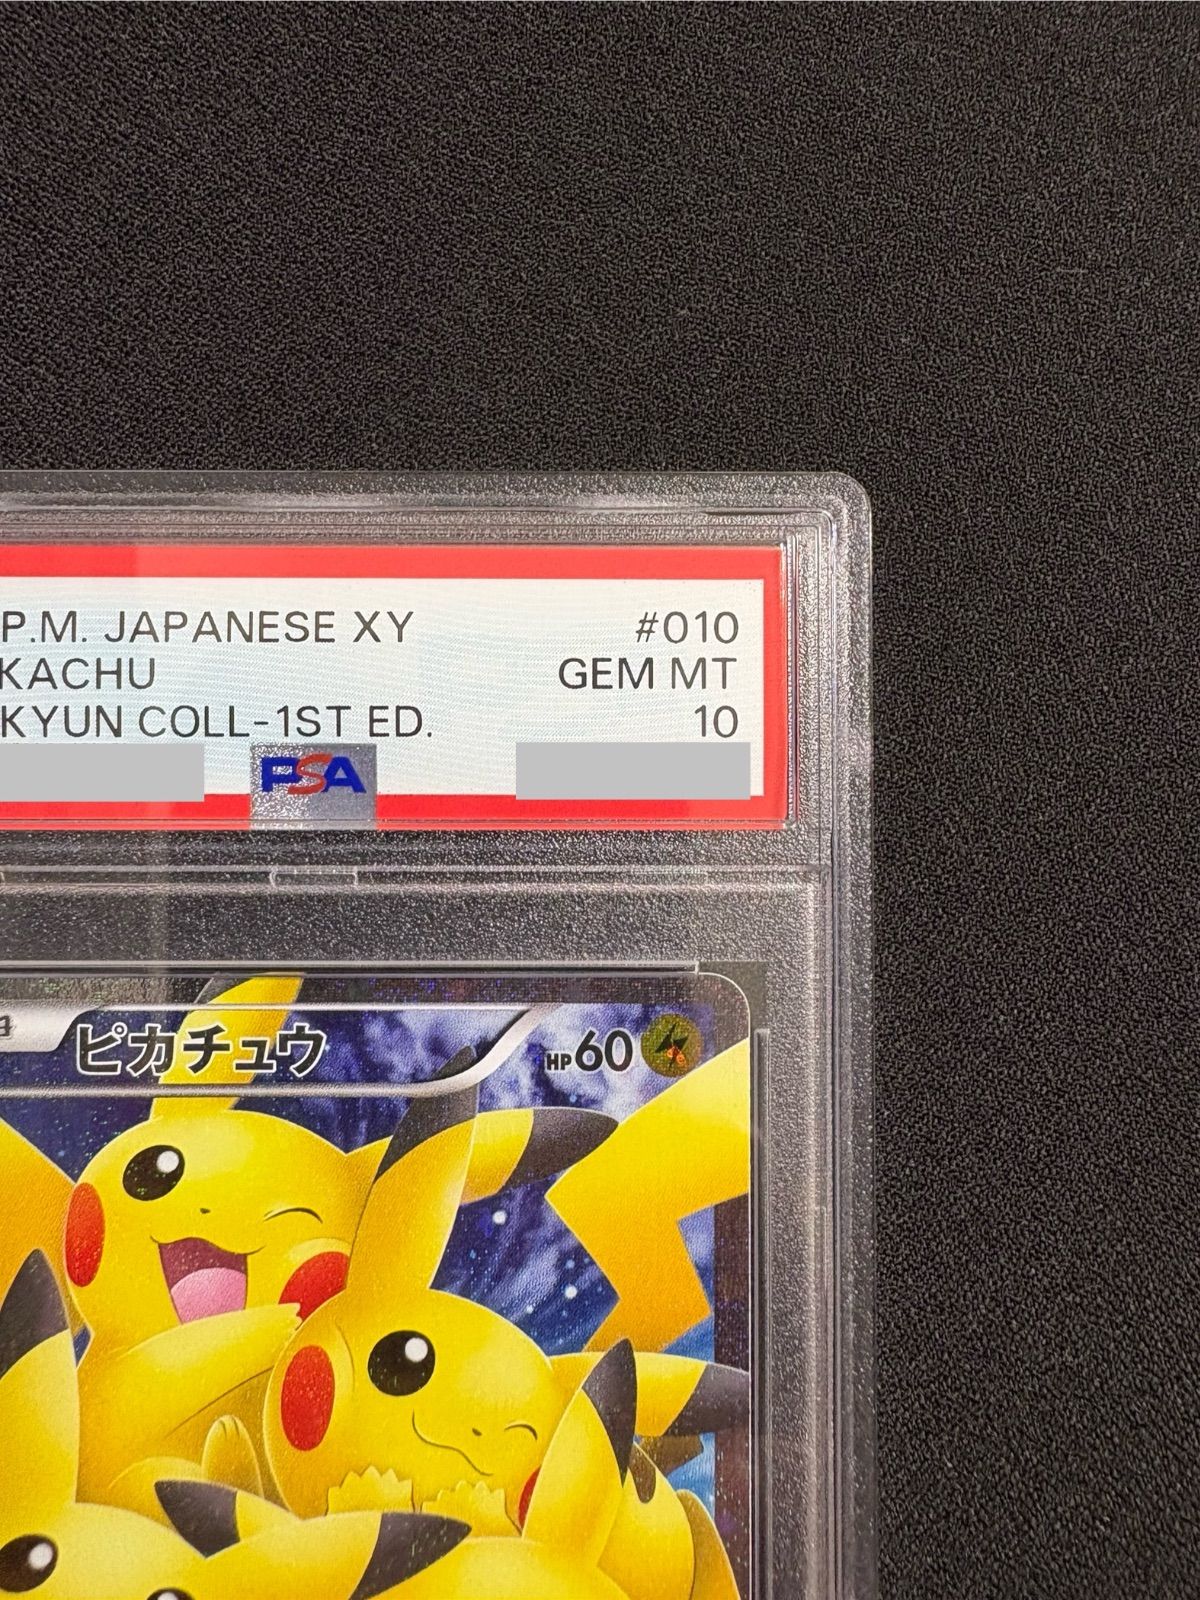 P.M. JAPANESE XY #010
KACHU GEM MT
KYUN COLL-1ST ED. 10
PSA
ピカチュウ HP60